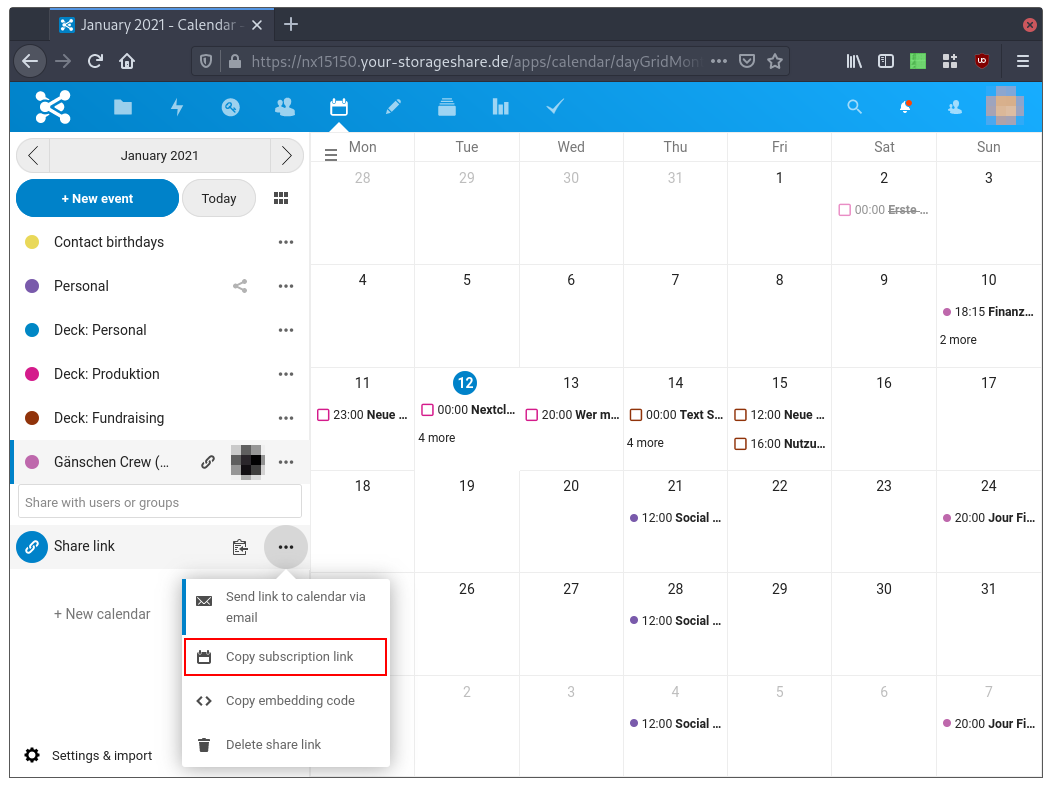 January 2021 - Calendar -
https://nx15150.your-storageshare.de/apps/calendar/dayGridMon
January 2021
+ New event
Today
Contact birthdays
Personal
Deck: Personal
Deck: Produktion
Deck: Fundraising
Gänschen Crew (...
Share with users or groups
Share link
Send link to calendar via
email
Copy subscription link
Copy embedding code
Delete share link
+ New calendar
Settings & import
Mon Tue Wed Thu Fri Sat Sun
28 29 30 31 1 2 3
00:00 Erste-...
4 5 6 7 8 9 10
18:15 Finanz...
2 more
11 12 13 14 15 16 17
23:00 Neue ... 00:00 Nextcl... 20:00 Wer m... 00:00 Text S... 12:00 Neue ...
4 more 4 more 16:00 Nutzu...
18 19 20 21 22 23 24
12:00 Social ... 20:00 Jour Fi...
26 27 28 29 30 31
12:00 Social ...
2 3 4 5 6 7
12:00 Social ... 20:00 Jour Fi...